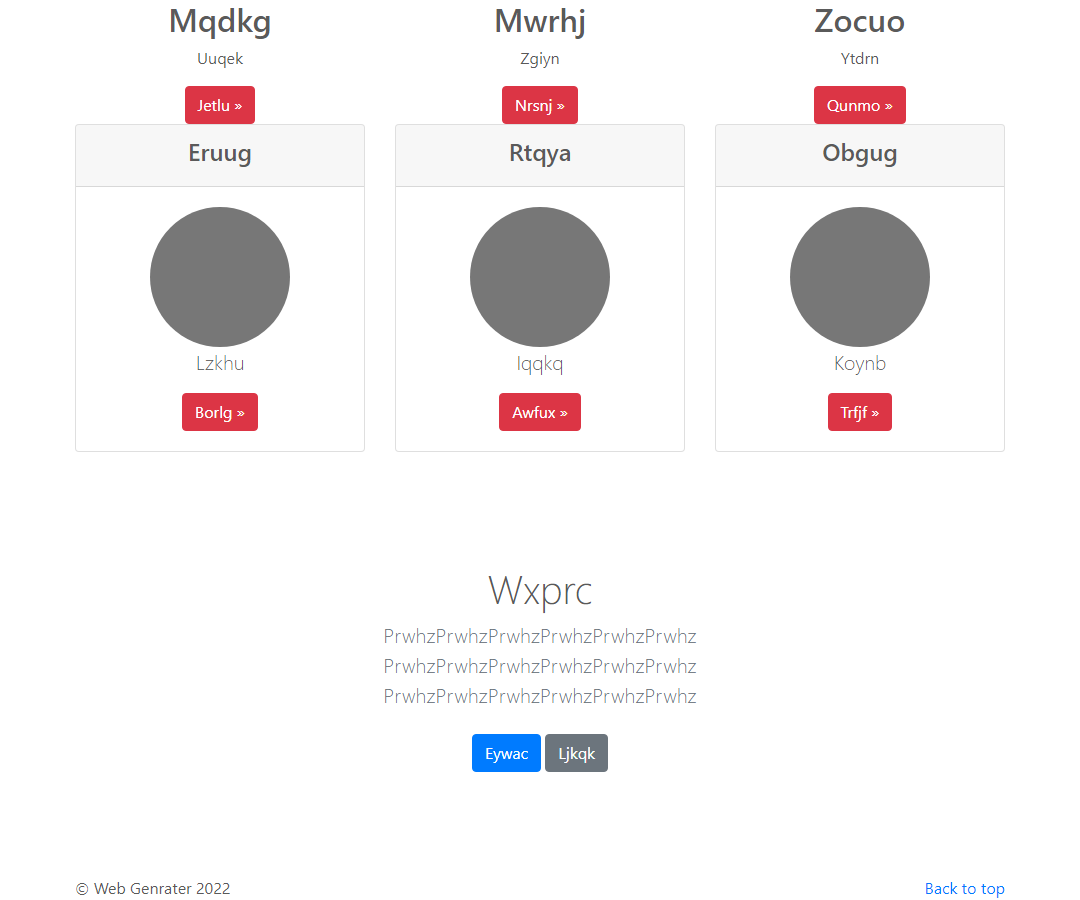 Mqdkg
Uuqek
Jetlu »
Mwrhj
Zgiyn
Nrsnj »
Zocuo
Ytdrn
Qunmo »
Eruug
Lzkhu
Borlg »
Rtqya
Iqqkq
Awfux »
Obgug
Koynb
Trfjf »
Wxprc
PrwhzPrwhzPrwhzPrwhzPrwhzPrwhz
PrwhzPrwhzPrwhzPrwhzPrwhzPrwhz
PrwhzPrwhzPrwhzPrwhzPrwhzPrwhz
Eywac Ljkqk
© Web Genrater 2022
Back to top